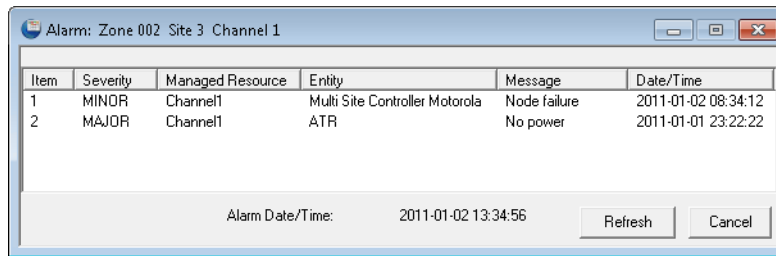 Alarm: Zone 002 Site 3 Channel 1
Item Severity Managed Resource Entity Message Date/Time
1 MINOR Channel1 Multi Site Controller Motorola Node failure 2011-01-02 08:34:12
2 MAJOR Channel1 ATR No power 2011-01-01 23:22:22
Alarm Date/Time: 2011-01-02 13:34:56 Refresh Cancel